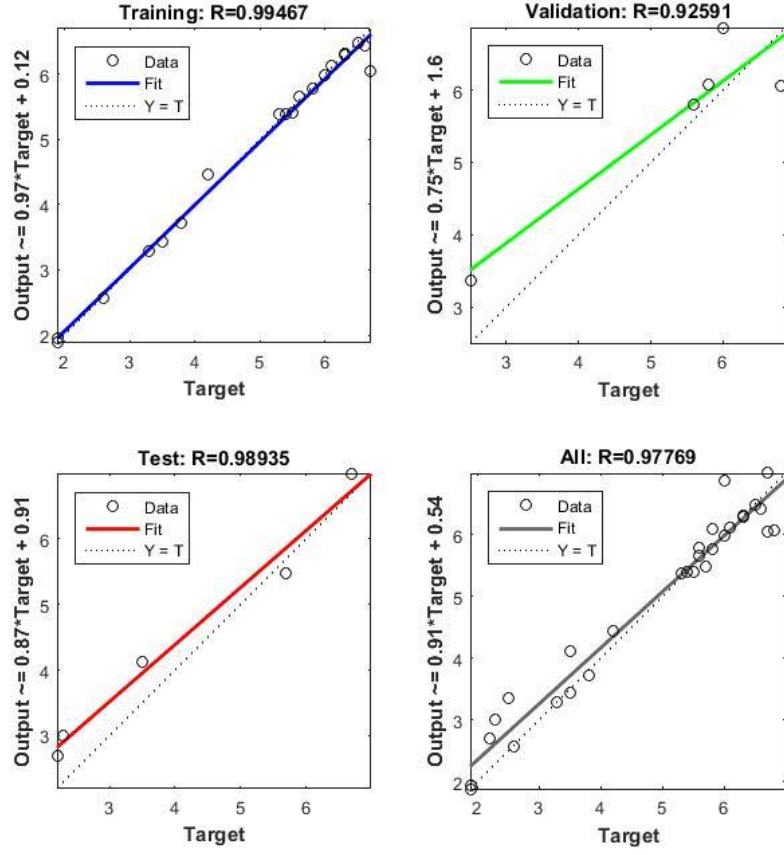 Training: R=0.99467
Output ~= 0.97*Target + 0.12
Data
Fit
Y = T
6
5
4
3
2
2
3
4
5
6
Target
Validation: R=0.92591
Output ~= 0.75*Target + 1.6
Data
Fit
Y = T
6
5
4
3
3
4
5
6
Target
Test: R=0.98935
Output ~= 0.87*Target + 0.91
Data
Fit
Y = T
6
5
4
3
3
4
5
6
Target
All: R=0.97769
Output ~= 0.91*Target + 0.54
Data
Fit
Y = T
6
5
4
3
2
2
3
4
5
6
Target